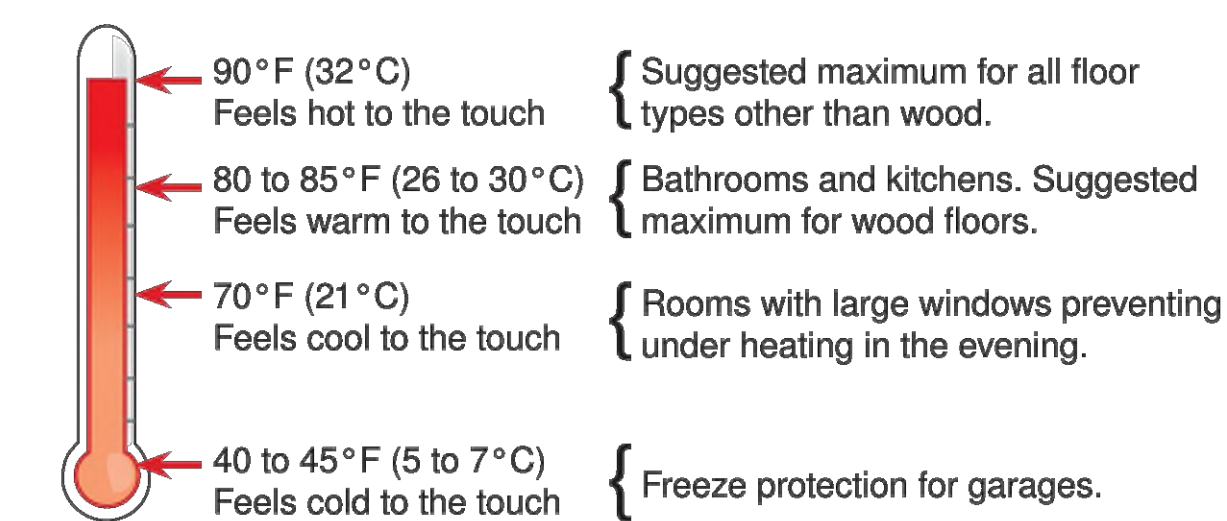 90°F (32°C)
Feels hot to the touch
Suggested maximum for all floor
types other than wood.
80 to 85°F (26 to 30°C)
Feels warm to the touch
Bathrooms and kitchens. Suggested
maximum for wood floors.
70°F (21°C)
Feels cool to the touch
Rooms with large windows preventing
under heating in the evening.
40 to 45°F (5 to 7°C)
Feels cold to the touch
Freeze protection for garages.